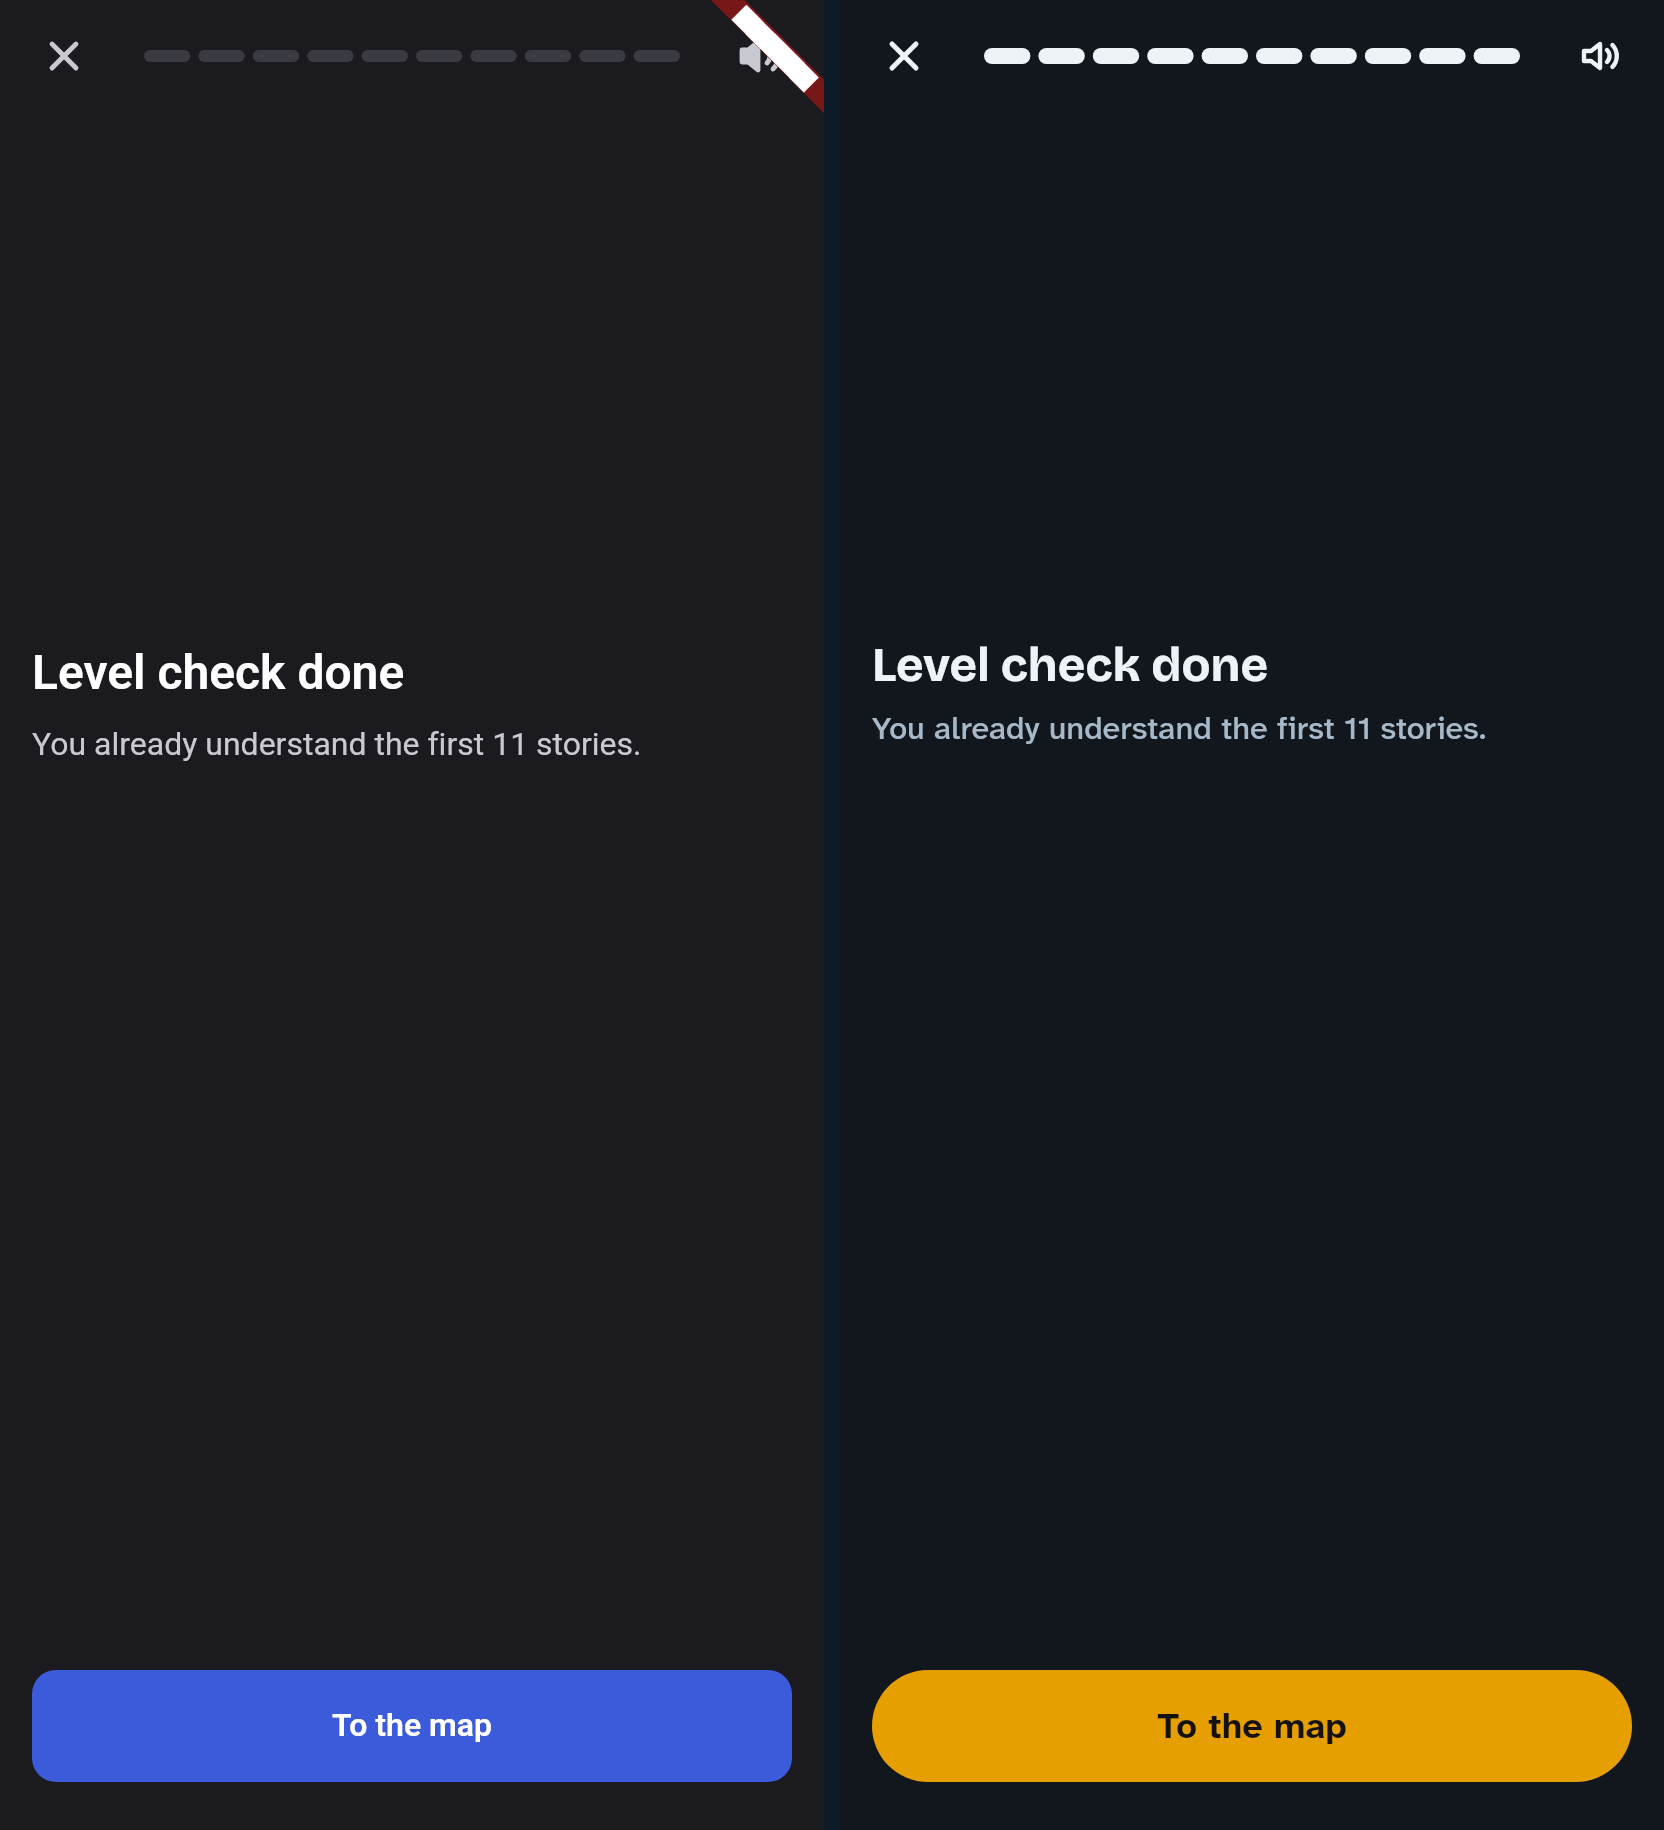 Level check done
You already understand the first 11 stories.
To the map
Level check done
You already understand the first 11 stories.
To the map